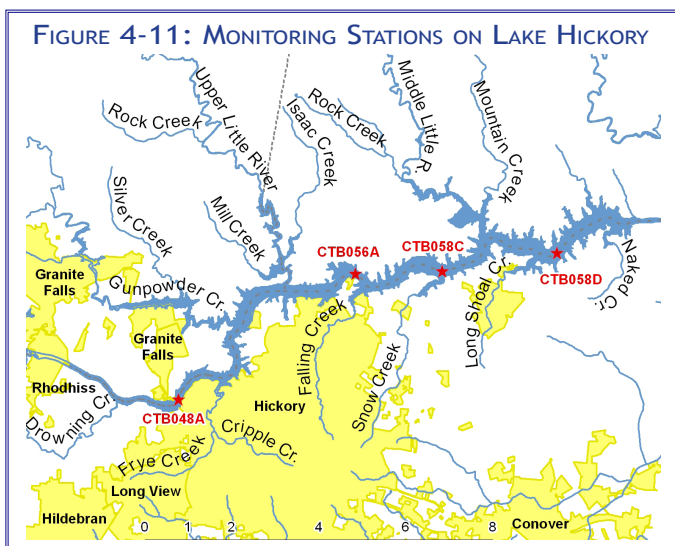 FIGURE 4-11: MONITORING STATIONS ON LAKE HICKORY
Rock Creek
Upper Little River
Isaac Creek
Rock Creek
Middle Little R.
Mountain Creek
Silver Creek
Mill Creek
CTB056A
CTB058C
CTB058D
Naked Cr.
Granite
Falls
Gunpowder Cr.
Granite
Falls
Long Shoal Cr.
Falling Creek
Snow Creek
Rhodhiss
Drowning Cr.
CTB048A
Hickory
Cripple Cr.
Frye Creek
Long View
Hildebran
Conover
0 1 2 4 6 8